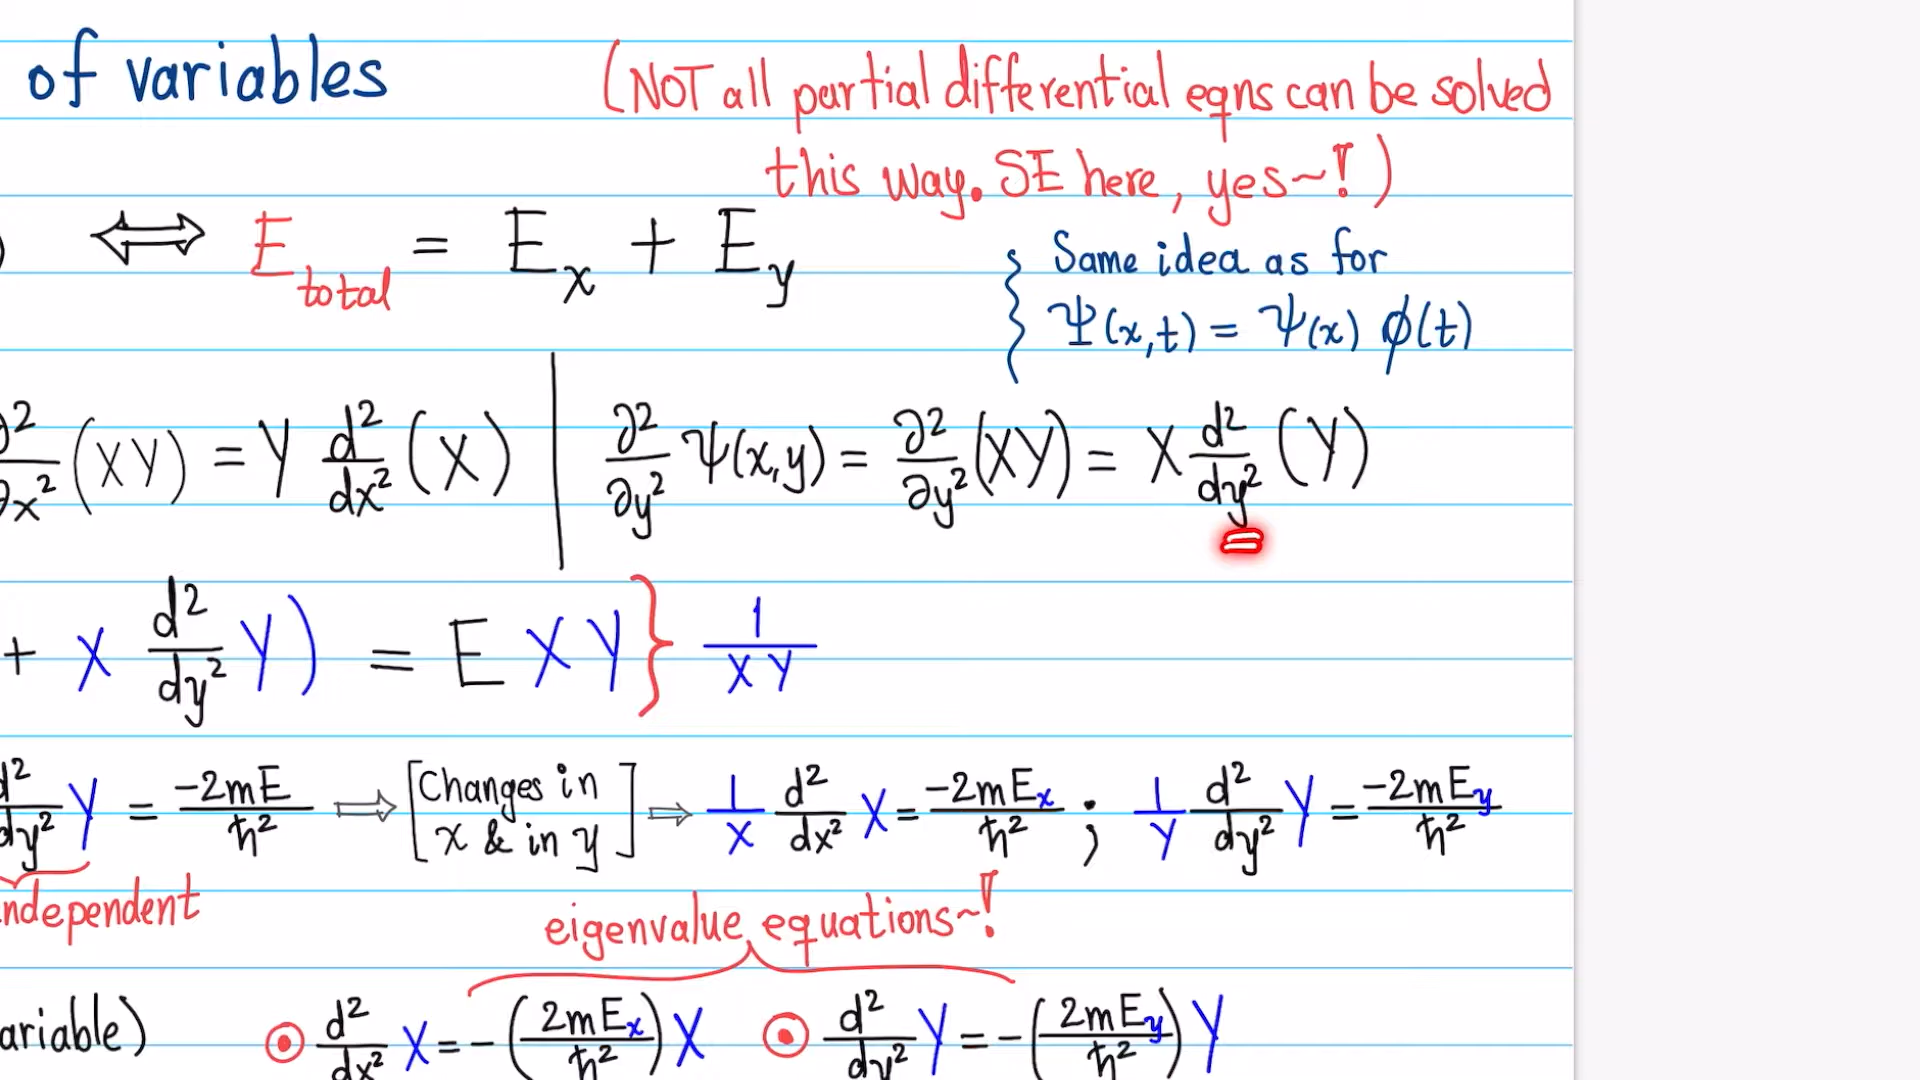 of variables (NOT all partial differential eqns can be solved
this way. SE here, yes~!)
) ⟺ E_total = E_x + E_y
{ Same idea as for
Ψ(x,t) = ψ(x) φ(t)
∂²/∂x² (XY) = Y d²/dx² (X) | ∂²/∂y² ψ(x,y) = ∂²/∂y² (XY) = X d²/dy² (Y)
+ X d²/dy² Y) = E X Y } 1/XY
d²/dy² Y = -2mE/ħ² ⇒ [Changes in x & in y] ⇒ 1/X d²/dx² X = -2mE_x/ħ² ; 1/Y d²/dy² Y = -2mE_y/ħ²
ndependent eigenvalue equations~!
ariable) ⊙ d²/dx² X = -(2mE_x/ħ²) X ⊙ d²/dy² Y = -(2mE_y/ħ²) Y